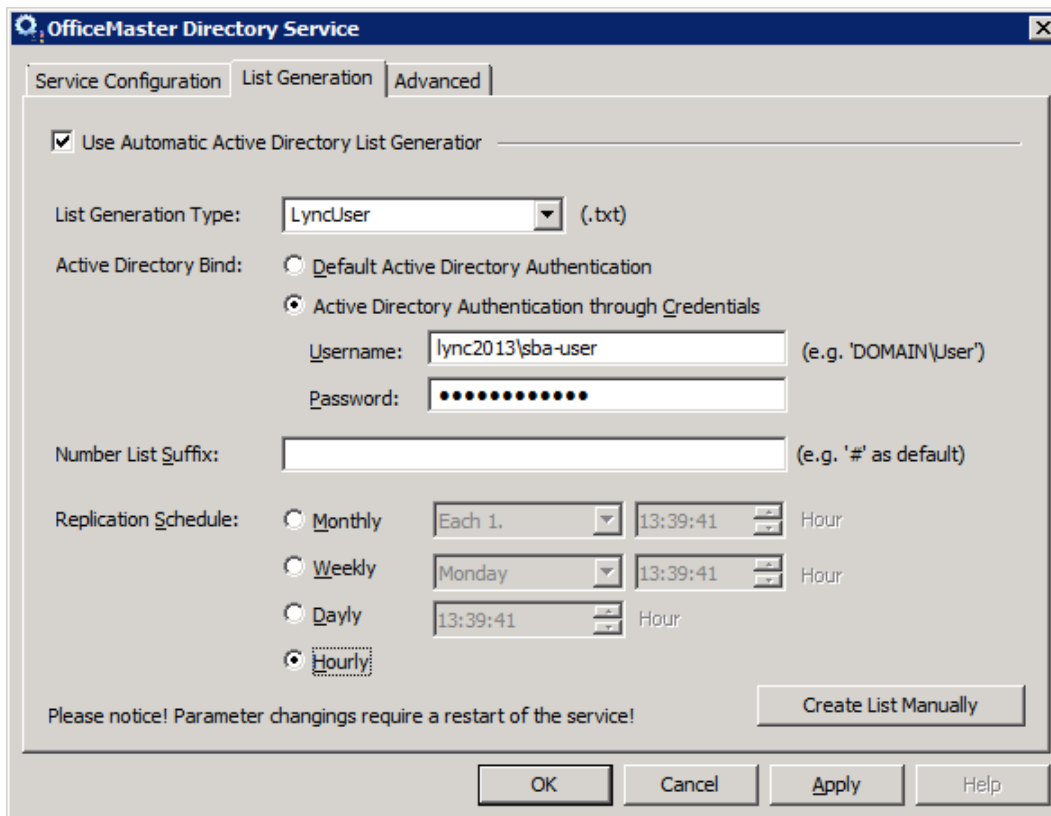 OfficeMaster Directory Service
Service Configuration List Generation Advanced
Use Automatic Active Directory List Generatior
List Generation Type: LyncUser (.txt)
Active Directory Bind: Default Active Directory Authentication
Active Directory Authentication through Credentials
Username: lync2013\sba-user (e.g. 'DOMAIN\User')
Password: ●●●●●●●●●●●●
Number List Suffix: (e.g. '#' as default)
Replication Schedule: Monthly Each 1. 13:39:41 Hour
Weekly Monday 13:39:41 Hour
Dayly 13:39:41 Hour
Hourly
Please notice! Parameter changings require a restart of the service!
Create List Manually
OK Cancel Apply Help